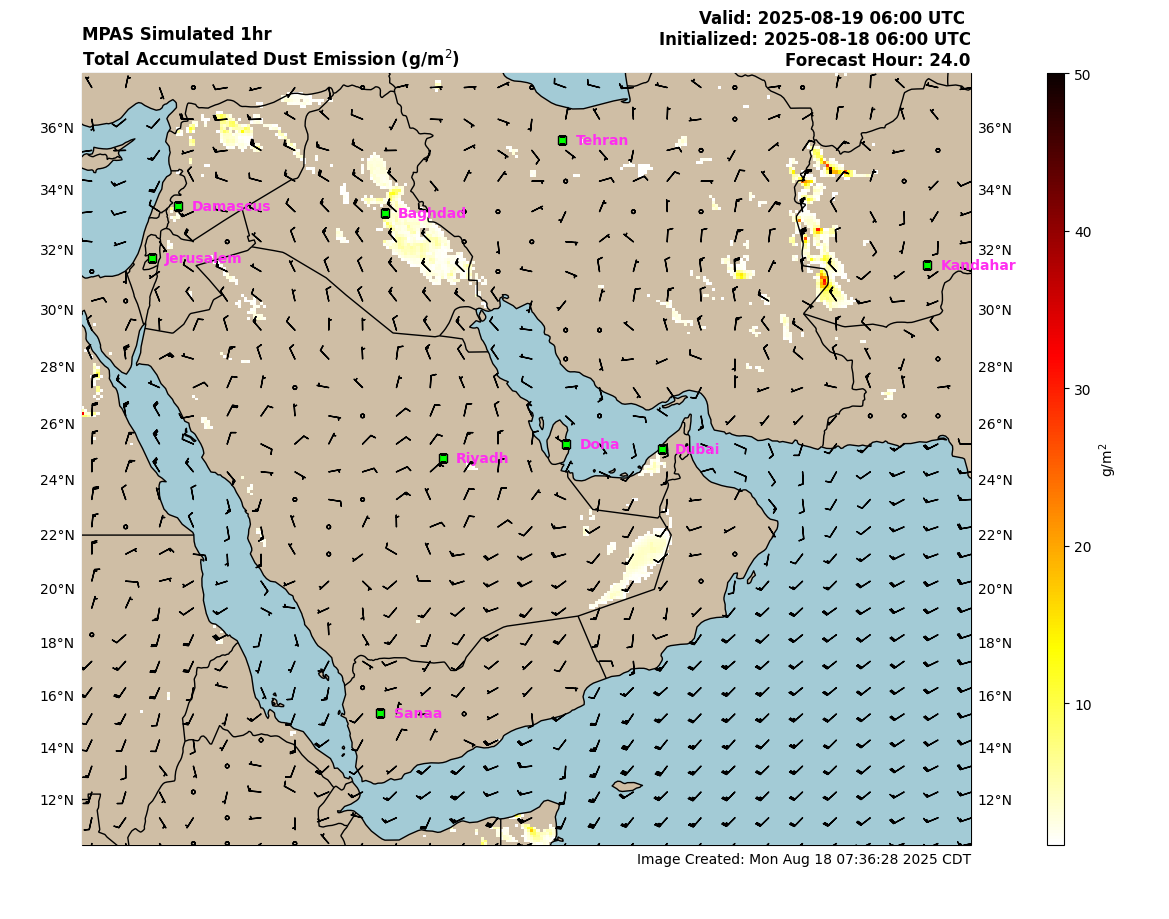 MPAS Simulated 1hr
Total Accumulated Dust Emission (g/m²)
Valid: 2025-08-19 06:00 UTC
Initialized: 2025-08-18 06:00 UTC
Forecast Hour: 24.0
36°N
34°N
32°N
30°N
28°N
26°N
24°N
22°N
20°N
18°N
16°N
14°N
12°N
Tehran
Damascus
Baghdad
Jerusalem
Kandahar
Doha
Dubai
Riyadh
Sanaa
36°N
34°N
32°N
30°N
28°N
26°N
24°N
22°N
20°N
18°N
16°N
14°N
12°N
50
40
30
20
10
g/m²
Image Created: Mon Aug 18 07:36:28 2025 CDT